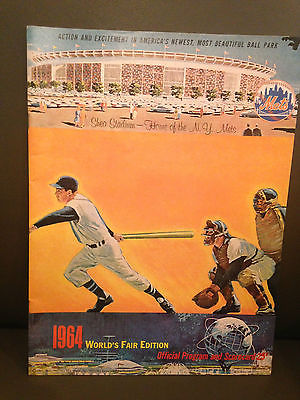 ACTION AND EXCITEMENT IN AMERICA'S NEWEST, MOST BEAUTIFUL BALL PARK
Mets
Shea Stadium – Home of the N.Y. Mets
1964 WORLD'S FAIR EDITION
Official Program and Scorecard